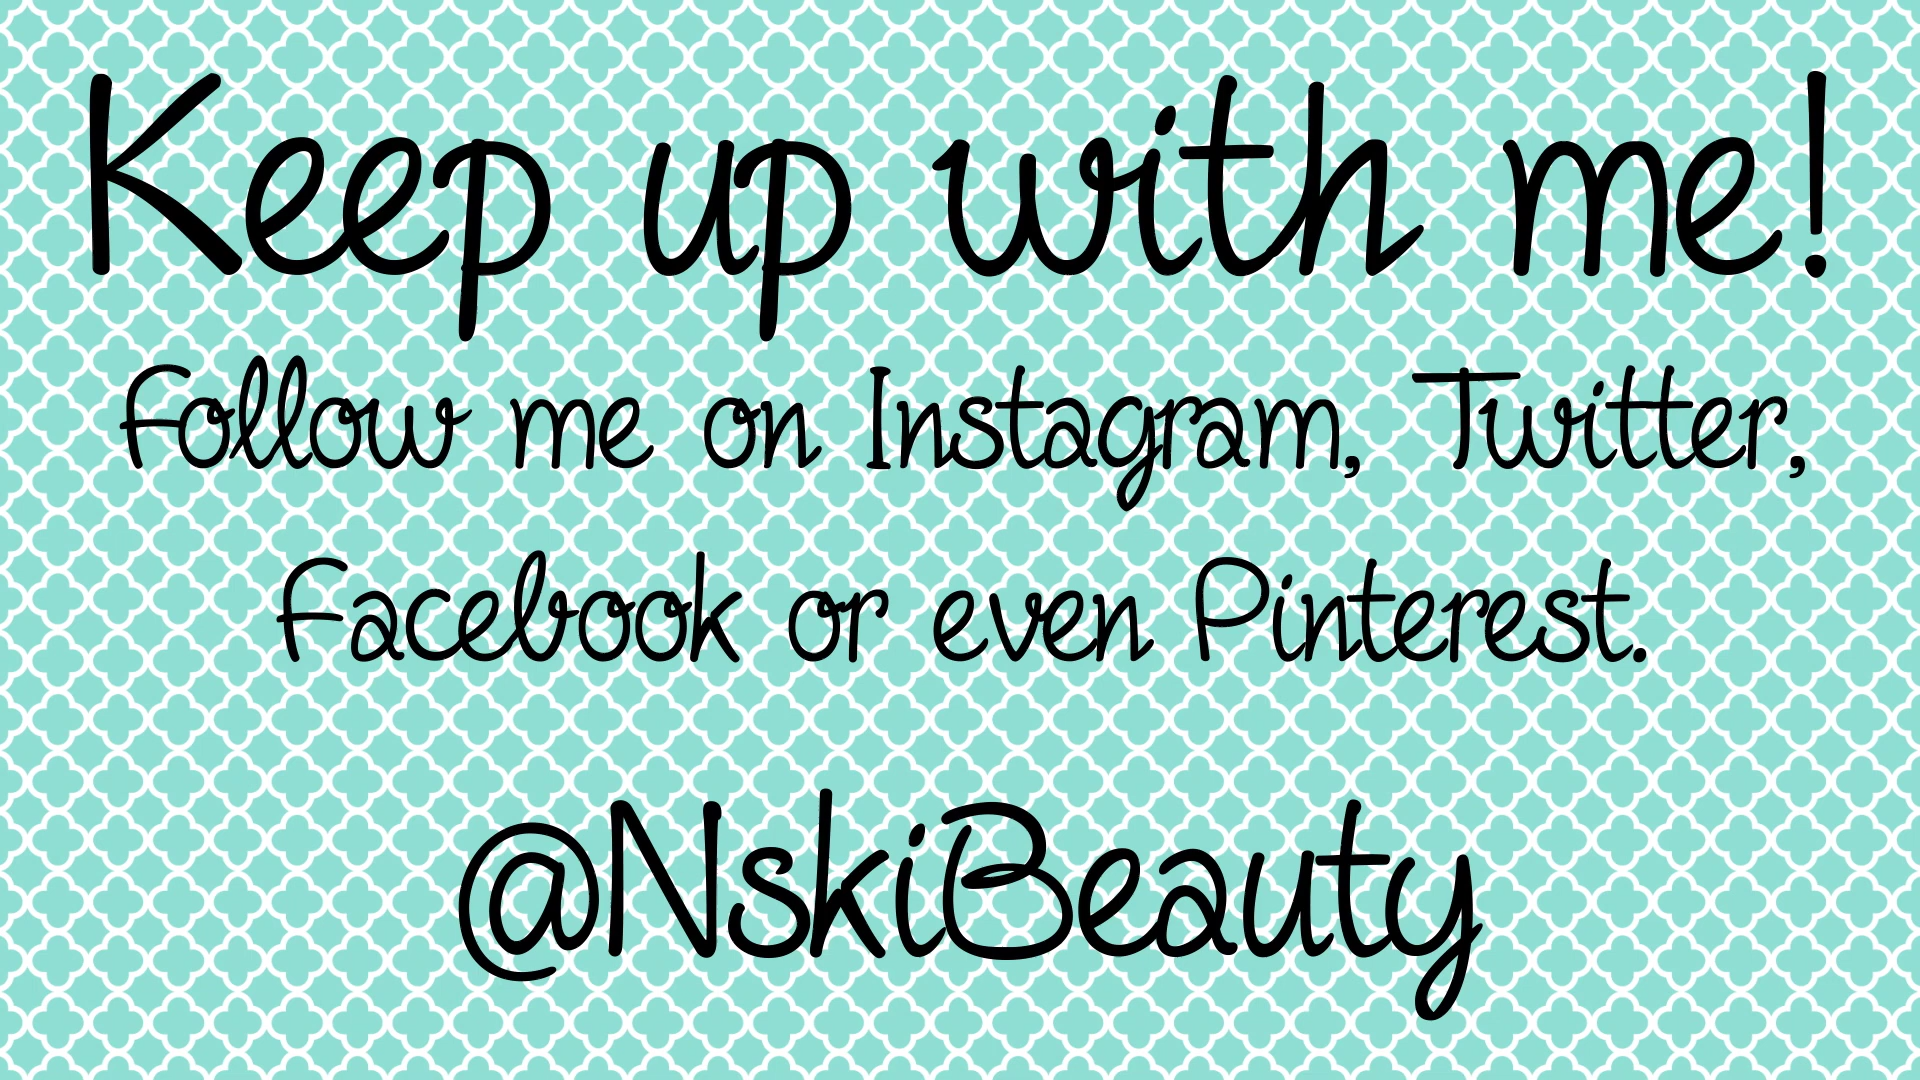 Keep up with me!
Follow me on Instagram, Twitter,
Facebook or even Pinterest.
@NskiBeauty